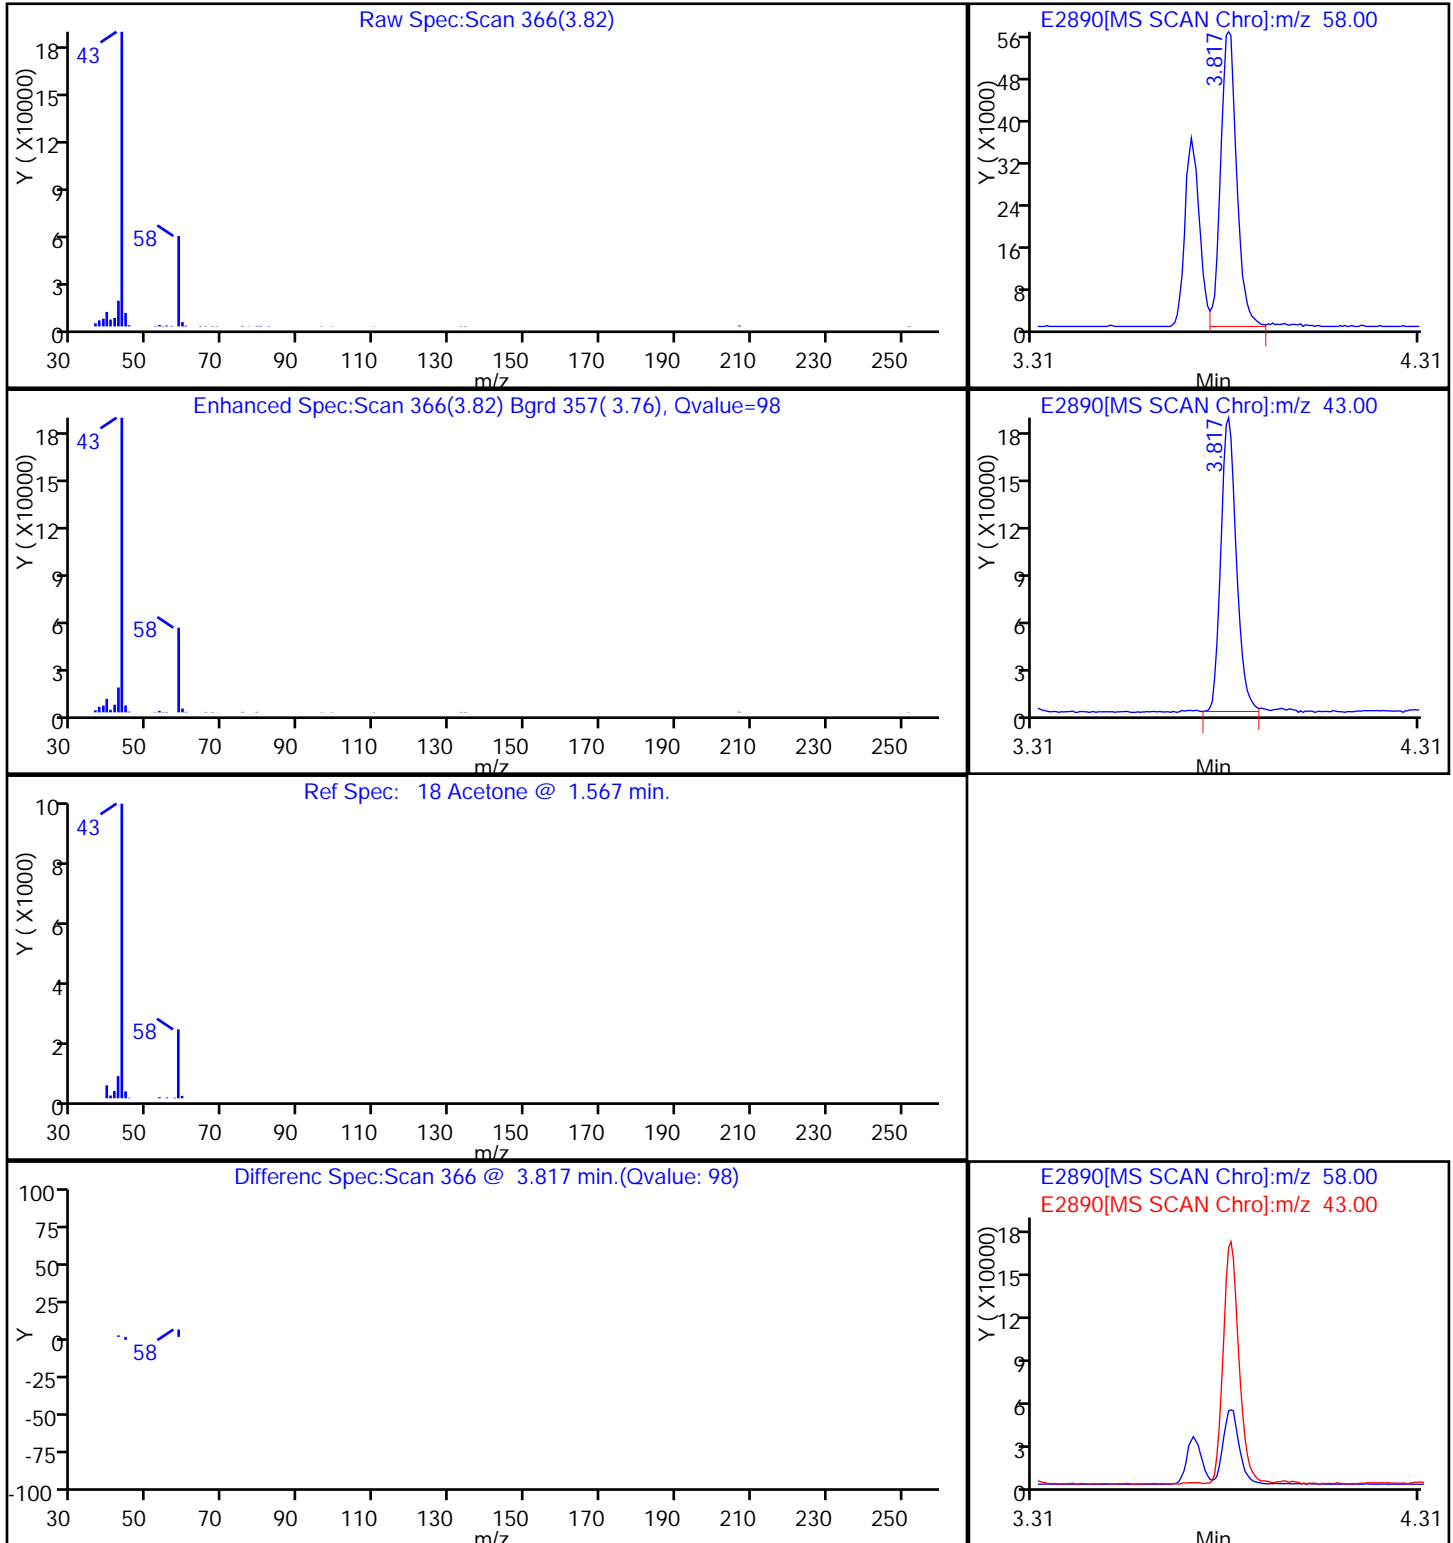 Raw Spec:Scan 366(3.82)
Y ( X10000)
18
15
12
9
6
3
0
43
58
30 50 70 90 110 130 150 170 190 210 230 250
m/z
E2890[MS SCAN Chro]:m/z 58.00
Y ( X1000)
56
48
40
32
24
16
8
0
3.817
3.31 4.31
Min
Enhanced Spec:Scan 366(3.82) Bgrd 357( 3.76), Qvalue=98
Y ( X10000)
18
15
12
9
6
3
0
43
58
30 50 70 90 110 130 150 170 190 210 230 250
m/z
E2890[MS SCAN Chro]:m/z 43.00
Y ( X10000)
18
15
12
9
6
3
0
3.817
3.31 4.31
Min
Ref Spec: 18 Acetone @ 1.567 min.
Y ( X1000)
10
8
6
4
2
0
43
58
30 50 70 90 110 130 150 170 190 210 230 250
m/z
Differenc Spec:Scan 366 @ 3.817 min.(Qvalue: 98)
Y
100
75
50
25
0
-25
-50
-75
-100
58
30 50 70 90 110 130 150 170 190 210 230 250
m/z
E2890[MS SCAN Chro]:m/z 58.00
E2890[MS SCAN Chro]:m/z 43.00
Y ( X10000)
18
15
12
9
6
3
0
3.31 4.31
Min